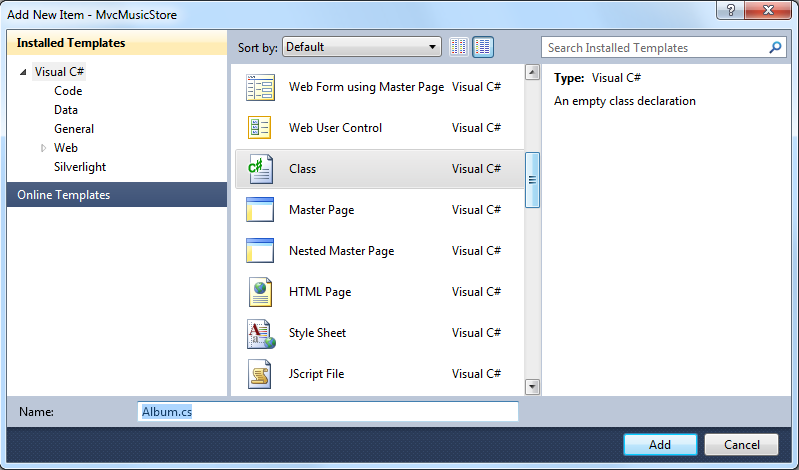 Add New Item - MvcMusicStore
Installed Templates
Visual C#
Code
Data
General
Web
Silverlight
Online Templates
Sort by: Default
Search Installed Templates
Web Form using Master Page Visual C#
Web User Control Visual C#
Class Visual C#
Master Page Visual C#
Nested Master Page Visual C#
HTML Page Visual C#
Style Sheet Visual C#
JScript File Visual C#
Type: Visual C#
An empty class declaration
Name: Album.cs
Add Cancel